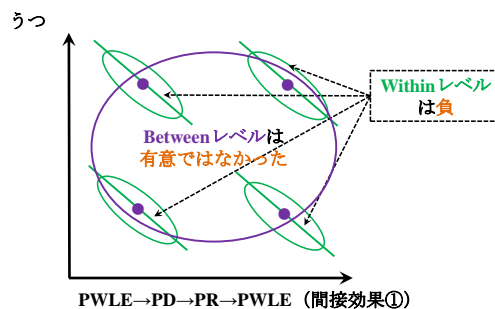 うつ
Withinレベル
は負
Betweenレベルは
有意ではなかった
PWLE→PD→PR→PWLE（間接効果①）